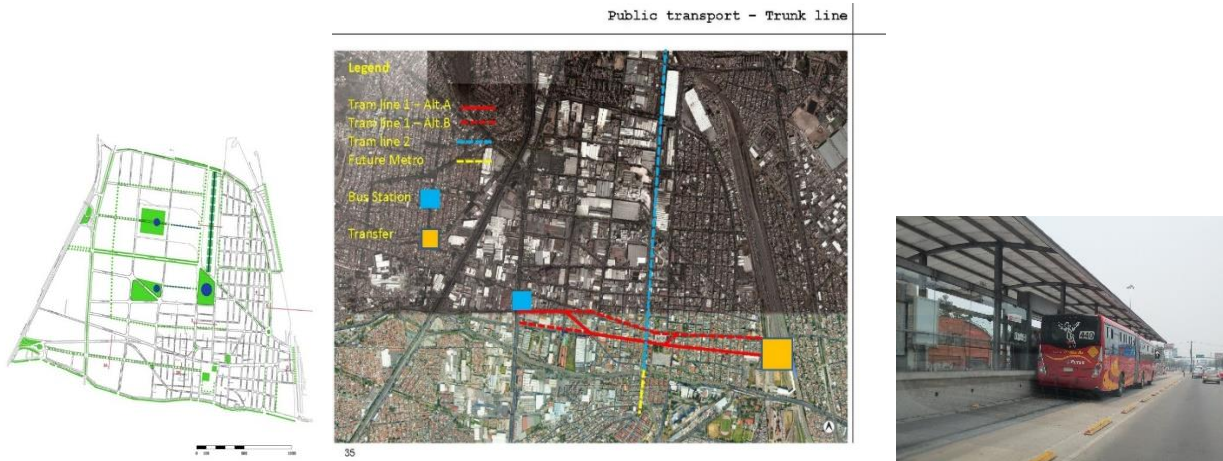 Public transport - Trunk line
Legend
Tram line 1 – Alt.A
Tram line 1 – Alt.B
Tram line 2
Future Metro
Bus Station
Transfer
35